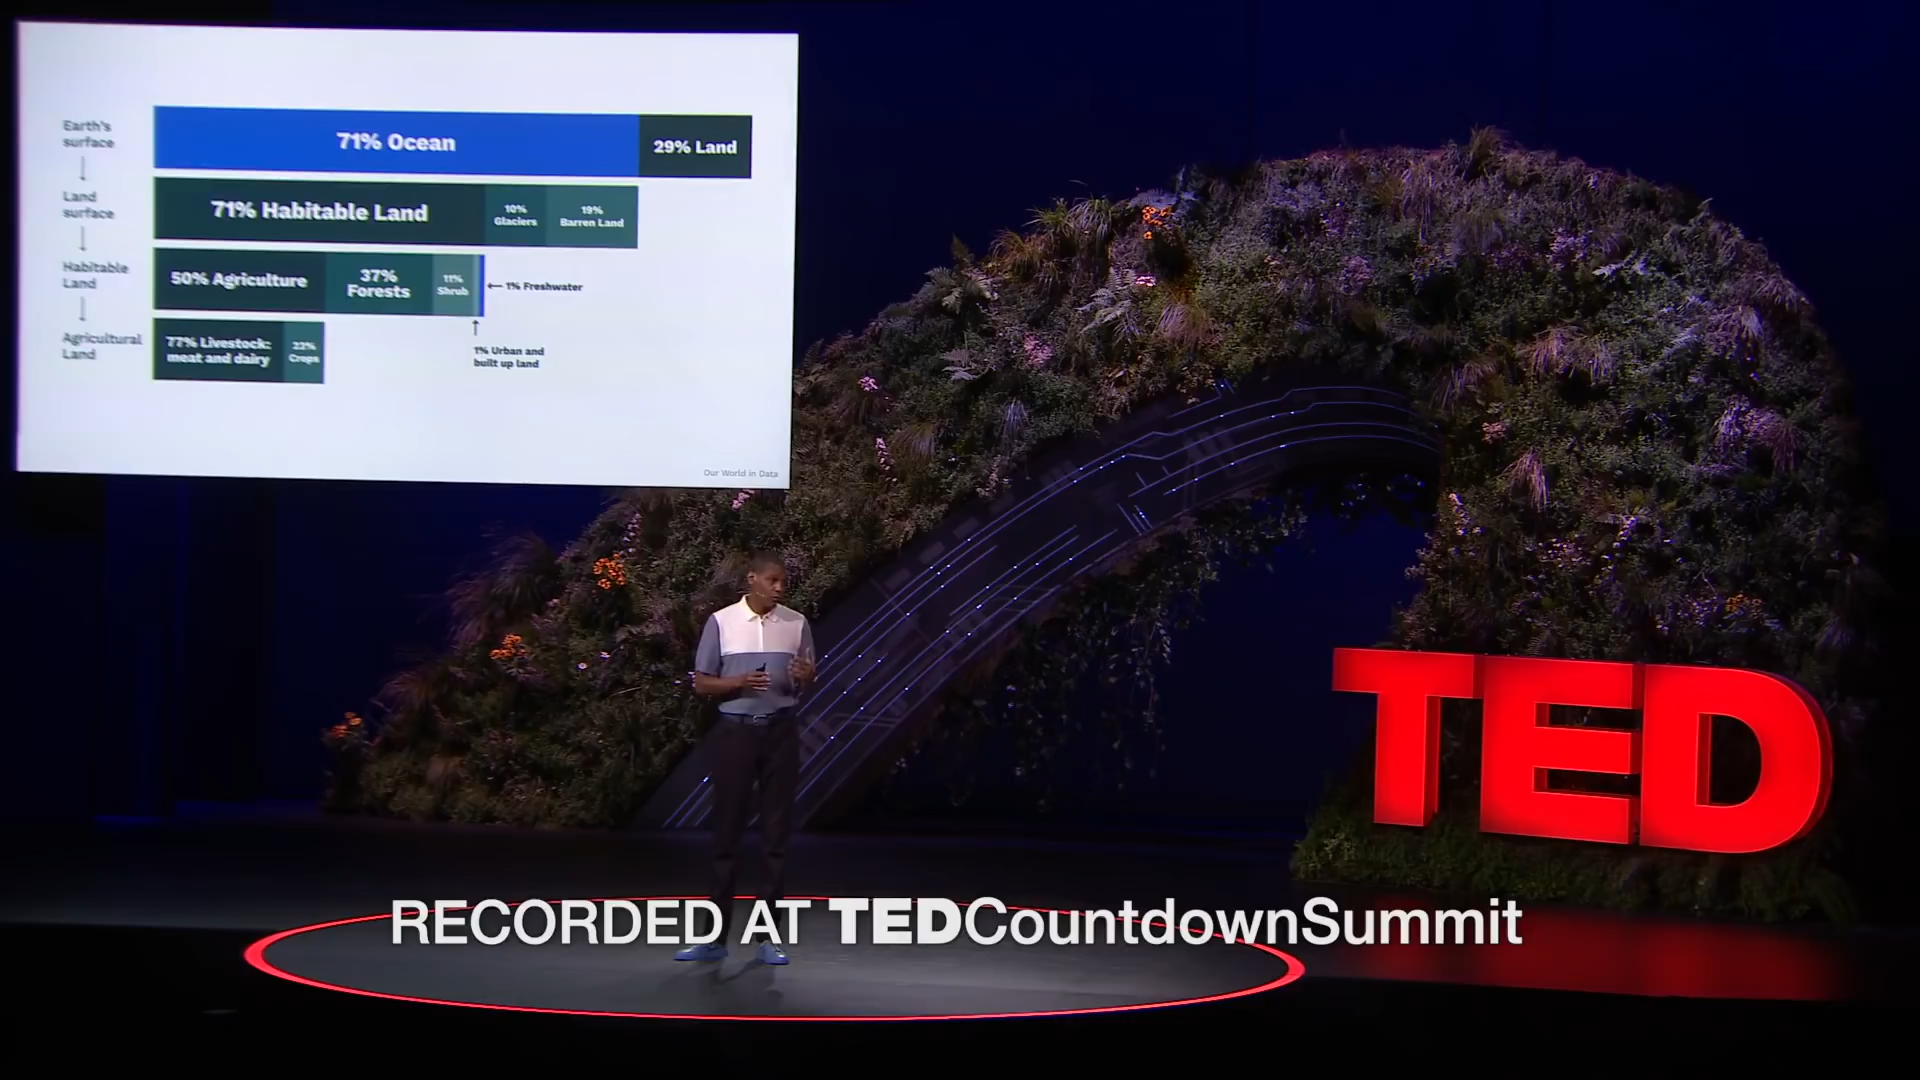 Earth's
surface
71% Ocean
29% Land
Land
surface
71% Habitable Land
10%
Glaciers
19%
Barren Land
Habitable
Land
50% Agriculture
37%
Forests
11%
Shrub
← 1% Freshwater
1% Urban and
built up land
Agricultural
Land
77% Livestock:
meat and dairy
23%
Crops
Our World in Data
TED
RECORDED AT TEDCountdownSummit